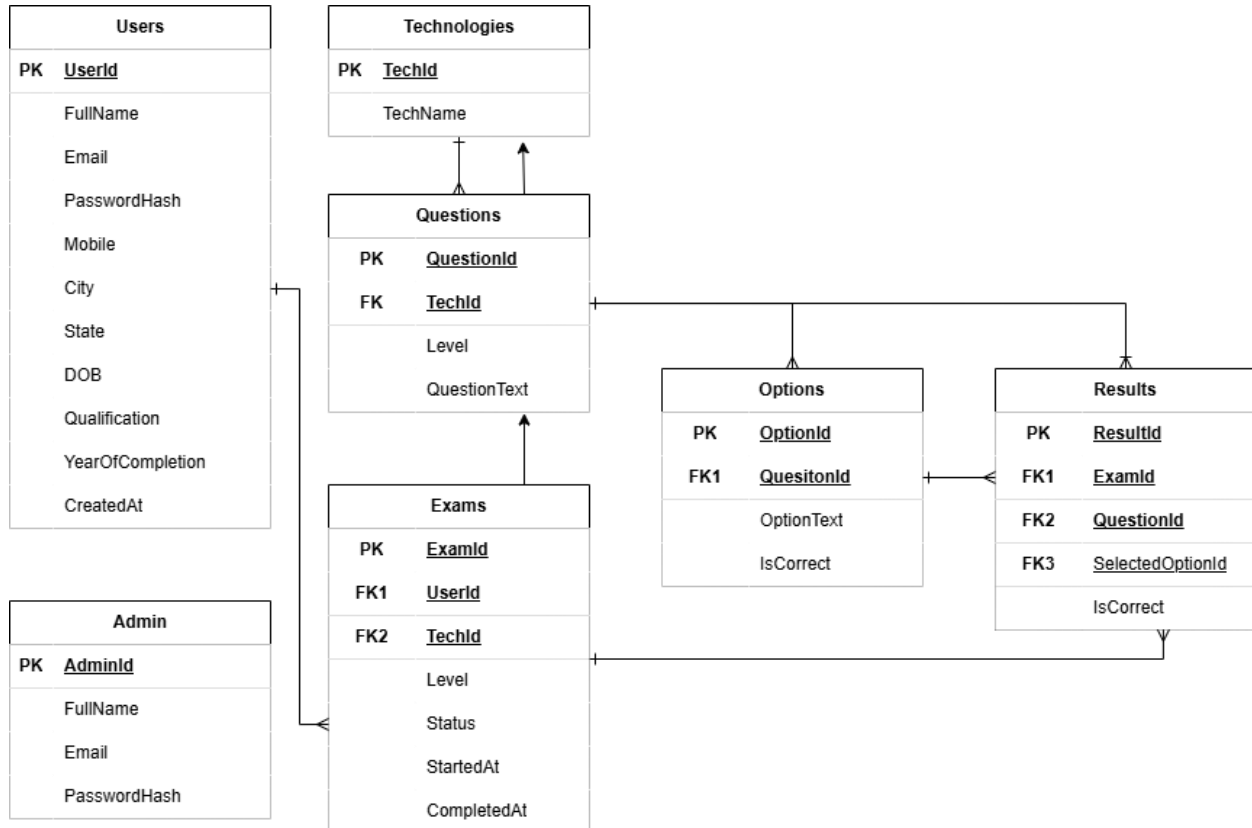 Users
PK UserId
FullName
Email
PasswordHash
Mobile
City
State
DOB
Qualification
YearOfCompletion
CreatedAt
Technologies
PK TechId
TechName
Questions
PK QuestionId
FK TechId
Level
QuestionText
Options
PK OptionId
FK1 QuesitonId
OptionText
IsCorrect
Results
PK ResultId
FK1 ExamId
FK2 QuestionId
FK3 SelectedOptionId
IsCorrect
Exams
PK ExamId
FK1 UserId
FK2 TechId
Level
Status
StartedAt
CompletedAt
Admin
PK AdminId
FullName
Email
PasswordHash